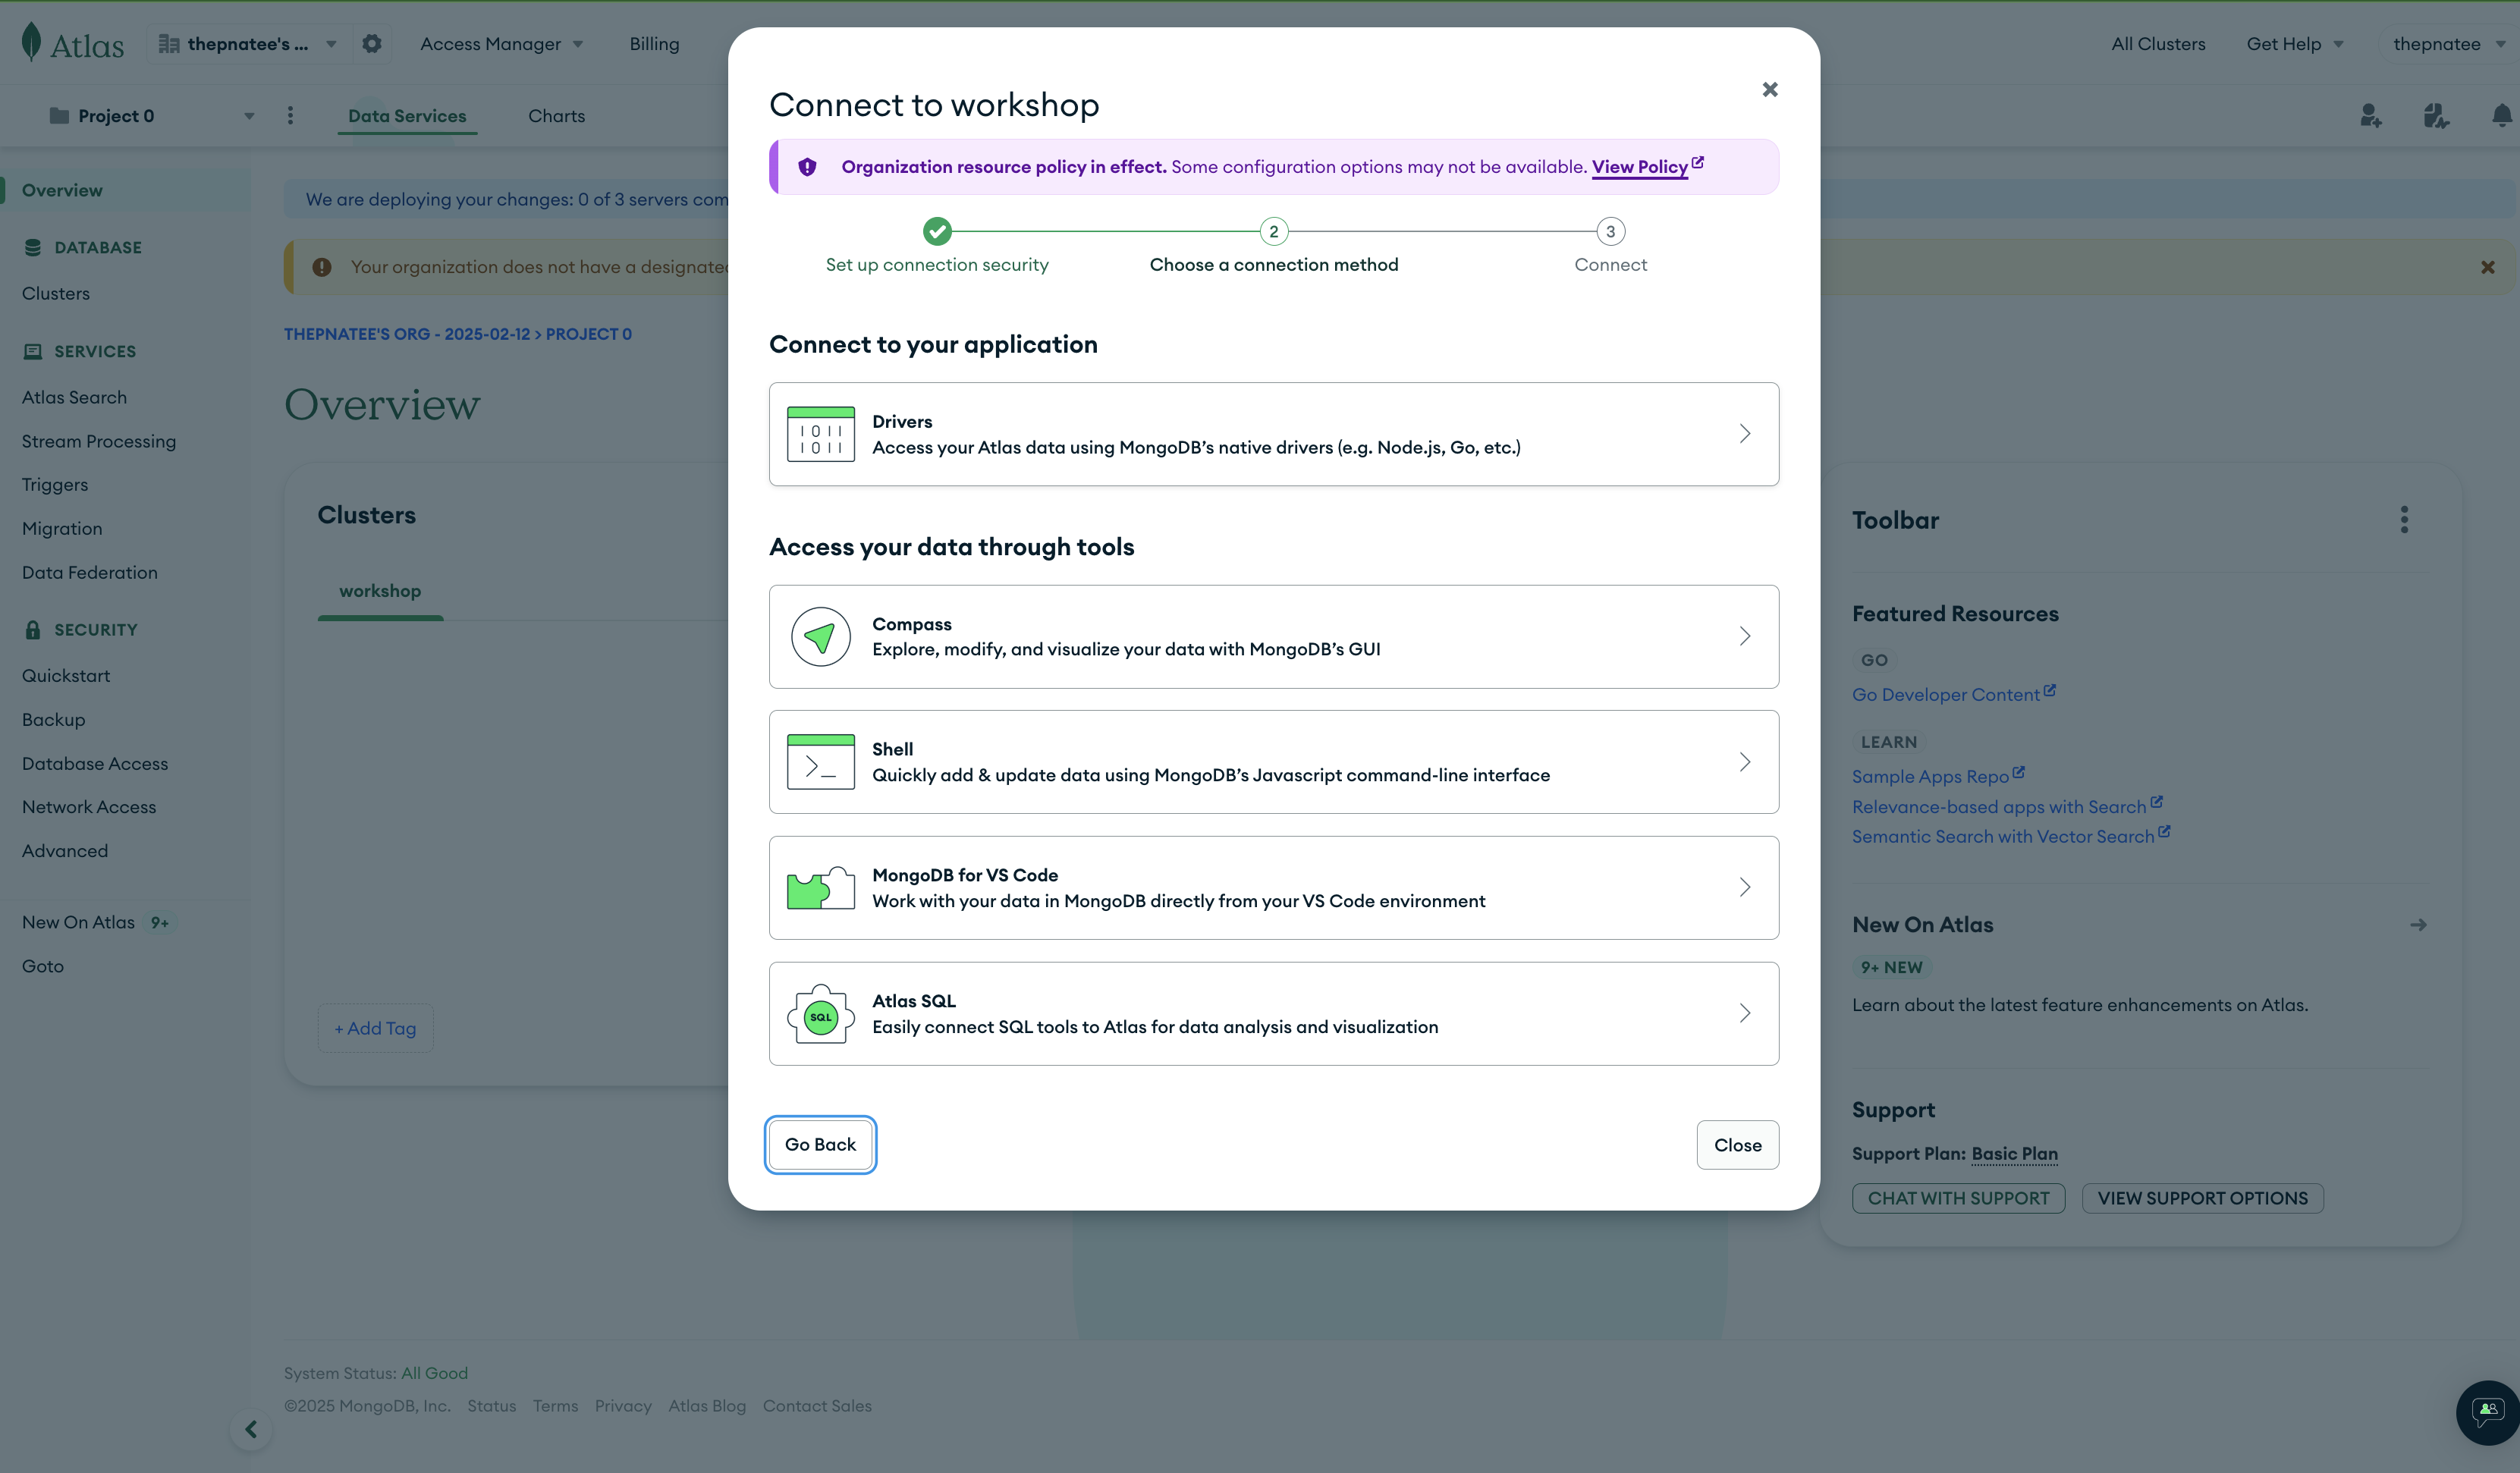 Atlas
thepnatee's ...
Access Manager
Billing
All Clusters
Get Help
thepnatee
Project 0
Data Services
Charts
Overview
DATABASE
Clusters
SERVICES
Atlas Search
Stream Processing
Triggers
Migration
Data Federation
SECURITY
Quickstart
Backup
Database Access
Network Access
Advanced
New On Atlas 9+
Goto
We are deploying your changes: 0 of 3 servers com
Your organization does not have a designated
THEPNATEE'S ORG - 2025-02-12 > PROJECT 0
Overview
Clusters
workshop
+ Add Tag
Connect to workshop
Organization resource policy in effect. Some configuration options may not be available. View Policy
2
3
Set up connection security
Choose a connection method
Connect
Connect to your application
1011
1011
Drivers
Access your Atlas data using MongoDB’s native drivers (e.g. Node.js, Go, etc.)
Access your data through tools
Compass
Explore, modify, and visualize your data with MongoDB’s GUI
>_
Shell
Quickly add & update data using MongoDB’s Javascript command-line interface
MongoDB for VS Code
Work with your data in MongoDB directly from your VS Code environment
SQL
Atlas SQL
Easily connect SQL tools to Atlas for data analysis and visualization
Go Back
Close
Toolbar
Featured Resources
GO
Go Developer Content
LEARN
Sample Apps Repo
Relevance-based apps with Search
Semantic Search with Vector Search
New On Atlas
9+ NEW
Learn about the latest feature enhancements on Atlas.
Support
Support Plan: Basic Plan
CHAT WITH SUPPORT
VIEW SUPPORT OPTIONS
System Status: All Good
©2025 MongoDB, Inc. Status Terms Privacy Atlas Blog Contact Sales